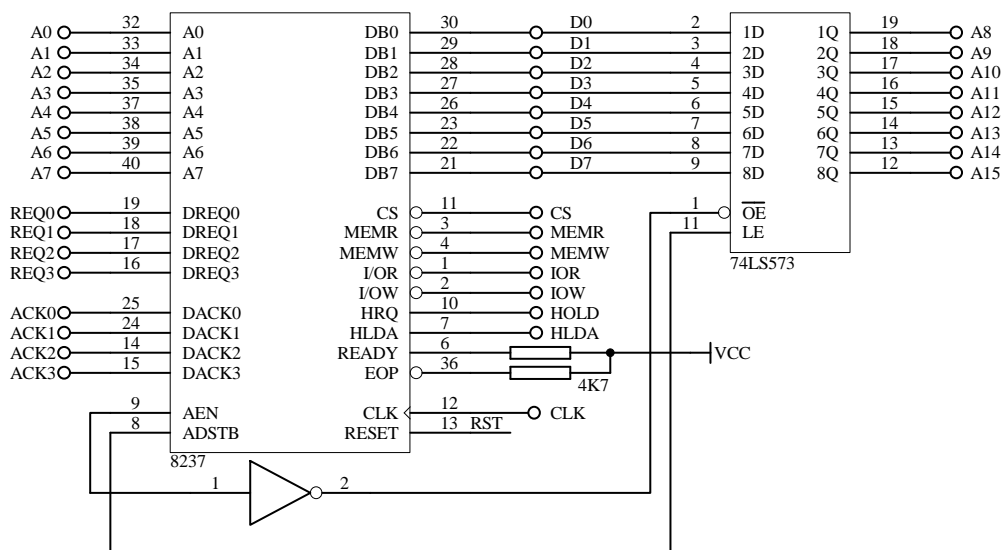 A0 32 A0 DB0 30 D0 2 1D 1Q 19 A8
A1 33 A1 DB1 29 D1 3 2D 2Q 18 A9
A2 34 A2 DB2 28 D2 4 3D 3Q 17 A10
A3 35 A3 DB3 27 D3 5 4D 4Q 16 A11
A4 37 A4 DB4 26 D4 6 5D 5Q 15 A12
A5 38 A5 DB5 23 D5 7 6D 6Q 14 A13
A6 39 A6 DB6 22 D6 8 7D 7Q 13 A14
A7 40 A7 DB7 21 D7 9 8D 8Q 12 A15
REQ0 19 DREQ0 CS 11 CS 1 OE
REQ1 18 DREQ1 MEMR 3 MEMR 11 LE
REQ2 17 DREQ2 MEMW 4 MEMW 74LS573
REQ3 16 DREQ3 I/OR 1 IOR
I/OW 2 IOW
ACK0 25 DACK0 HRQ 10 HOLD
ACK1 24 DACK1 HLDA 7 HLDA
ACK2 14 DACK2 READY 6 VCC
ACK3 15 DACK3 EOP 36 4K7
9 AEN CLK 12 CLK
8 ADSTB RESET 13 RST
8237
1 2